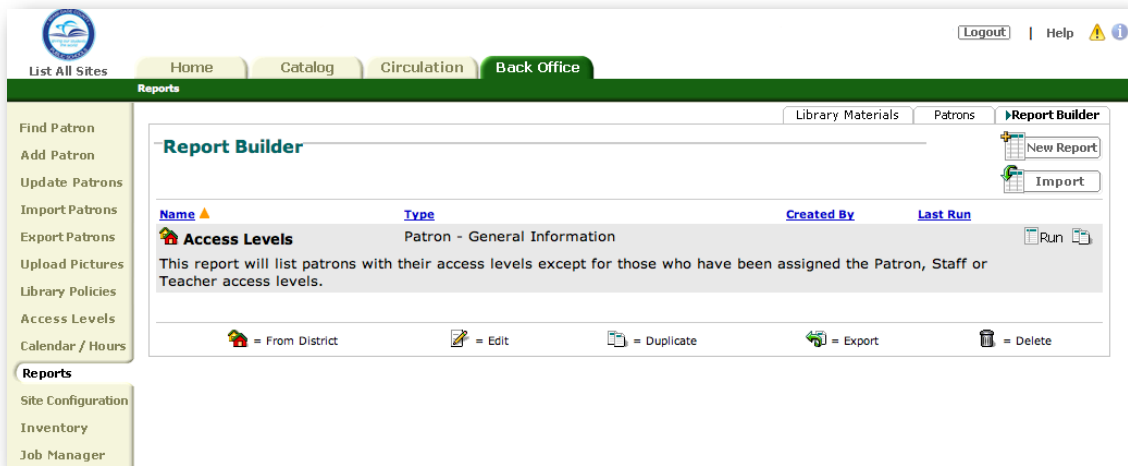 Logout | Help
List All Sites
Home Catalog Circulation Back Office
Reports
Library Materials Patrons Report Builder
Find Patron
Add Patron
Update Patrons
Import Patrons
Export Patrons
Upload Pictures
Library Policies
Access Levels
Calendar / Hours
Reports
Site Configuration
Inventory
Job Manager
Report Builder
New Report
Import
Name Type Created By Last Run
Access Levels Patron - General Information Run
This report will list patrons with their access levels except for those who have been assigned the Patron, Staff or
Teacher access levels.
= From District = Edit = Duplicate = Export = Delete